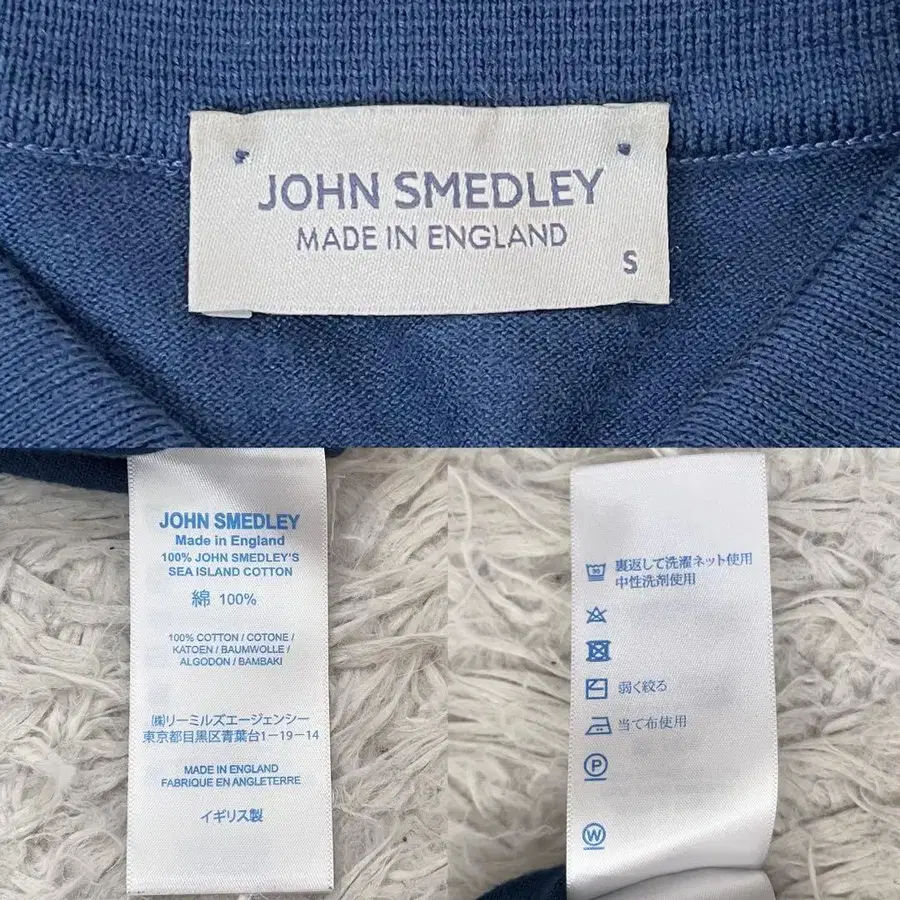 JOHN SMEDLEY
MADE IN ENGLAND
S
JOHN SMEDLEY
Made in England
100% JOHN SMEDLEY'S
SEA ISLAND COTTON
綿 100%
100% COTTON / COTONE /
KATOEN / BAUMWOLLE /
ALGODON / BAMBAKI
㈱リーミルズエージェンシー
東京都目黒区青葉台1-19-14
MADE IN ENGLAND
FABRIQUE EN ANGLETERRE
イギリス製
30 裏返して洗濯ネット使用
中性洗剤使用
弱く絞る
当て布使用
P
W